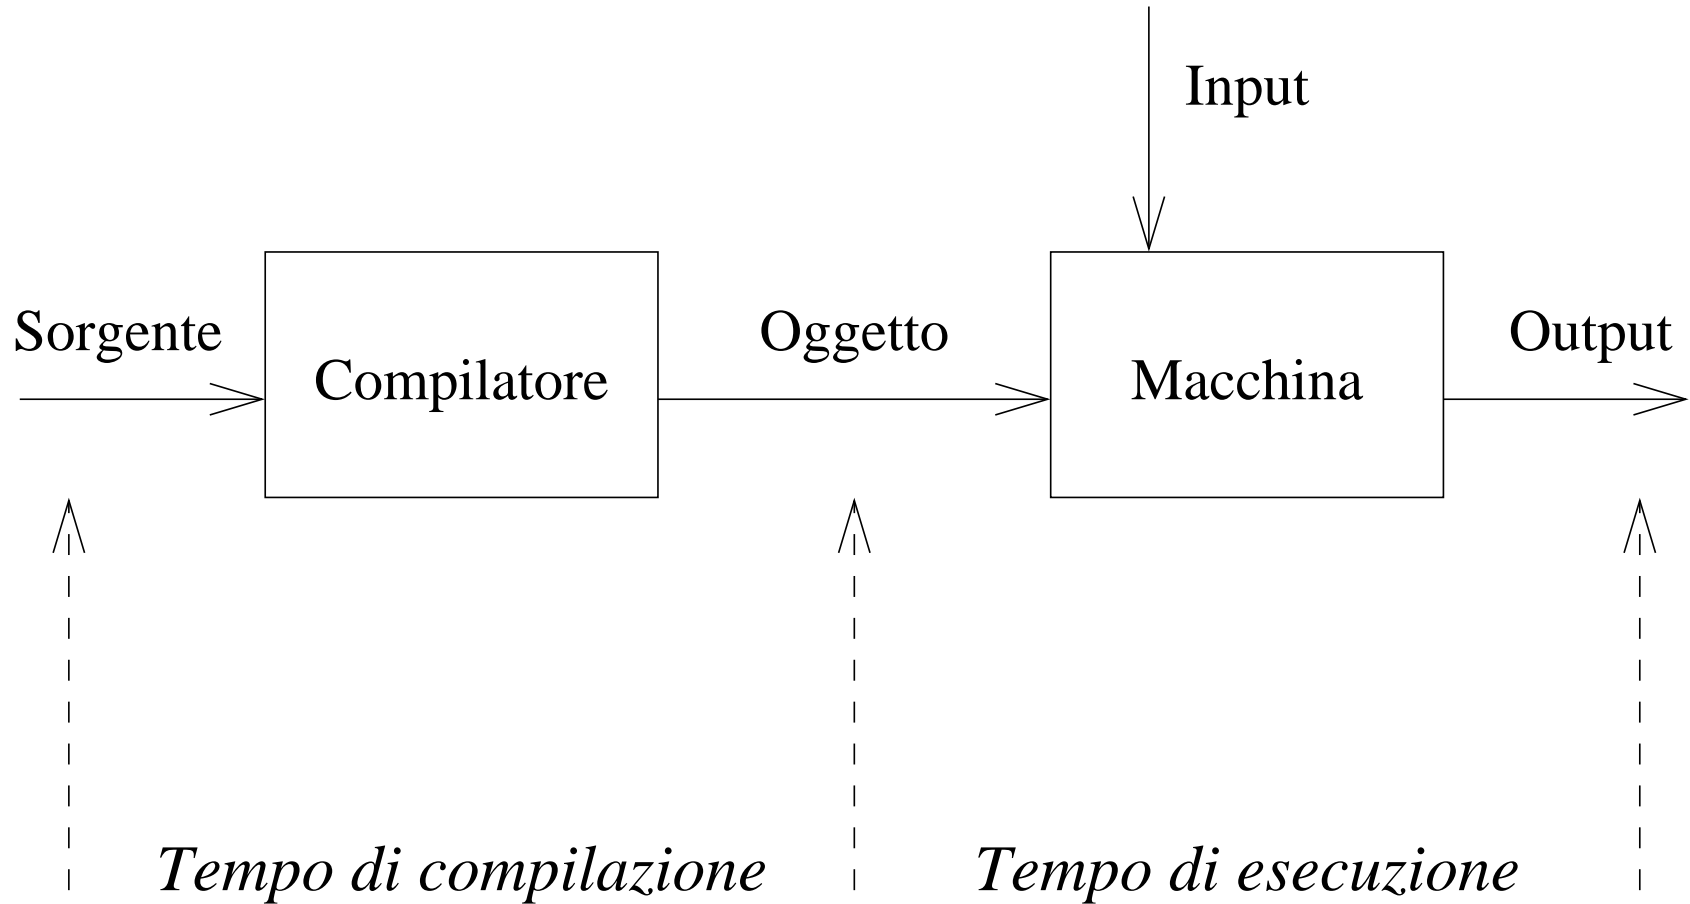 Input
Sorgente
Compilatore
Oggetto
Macchina
Output
Tempo di compilazione
Tempo di esecuzione